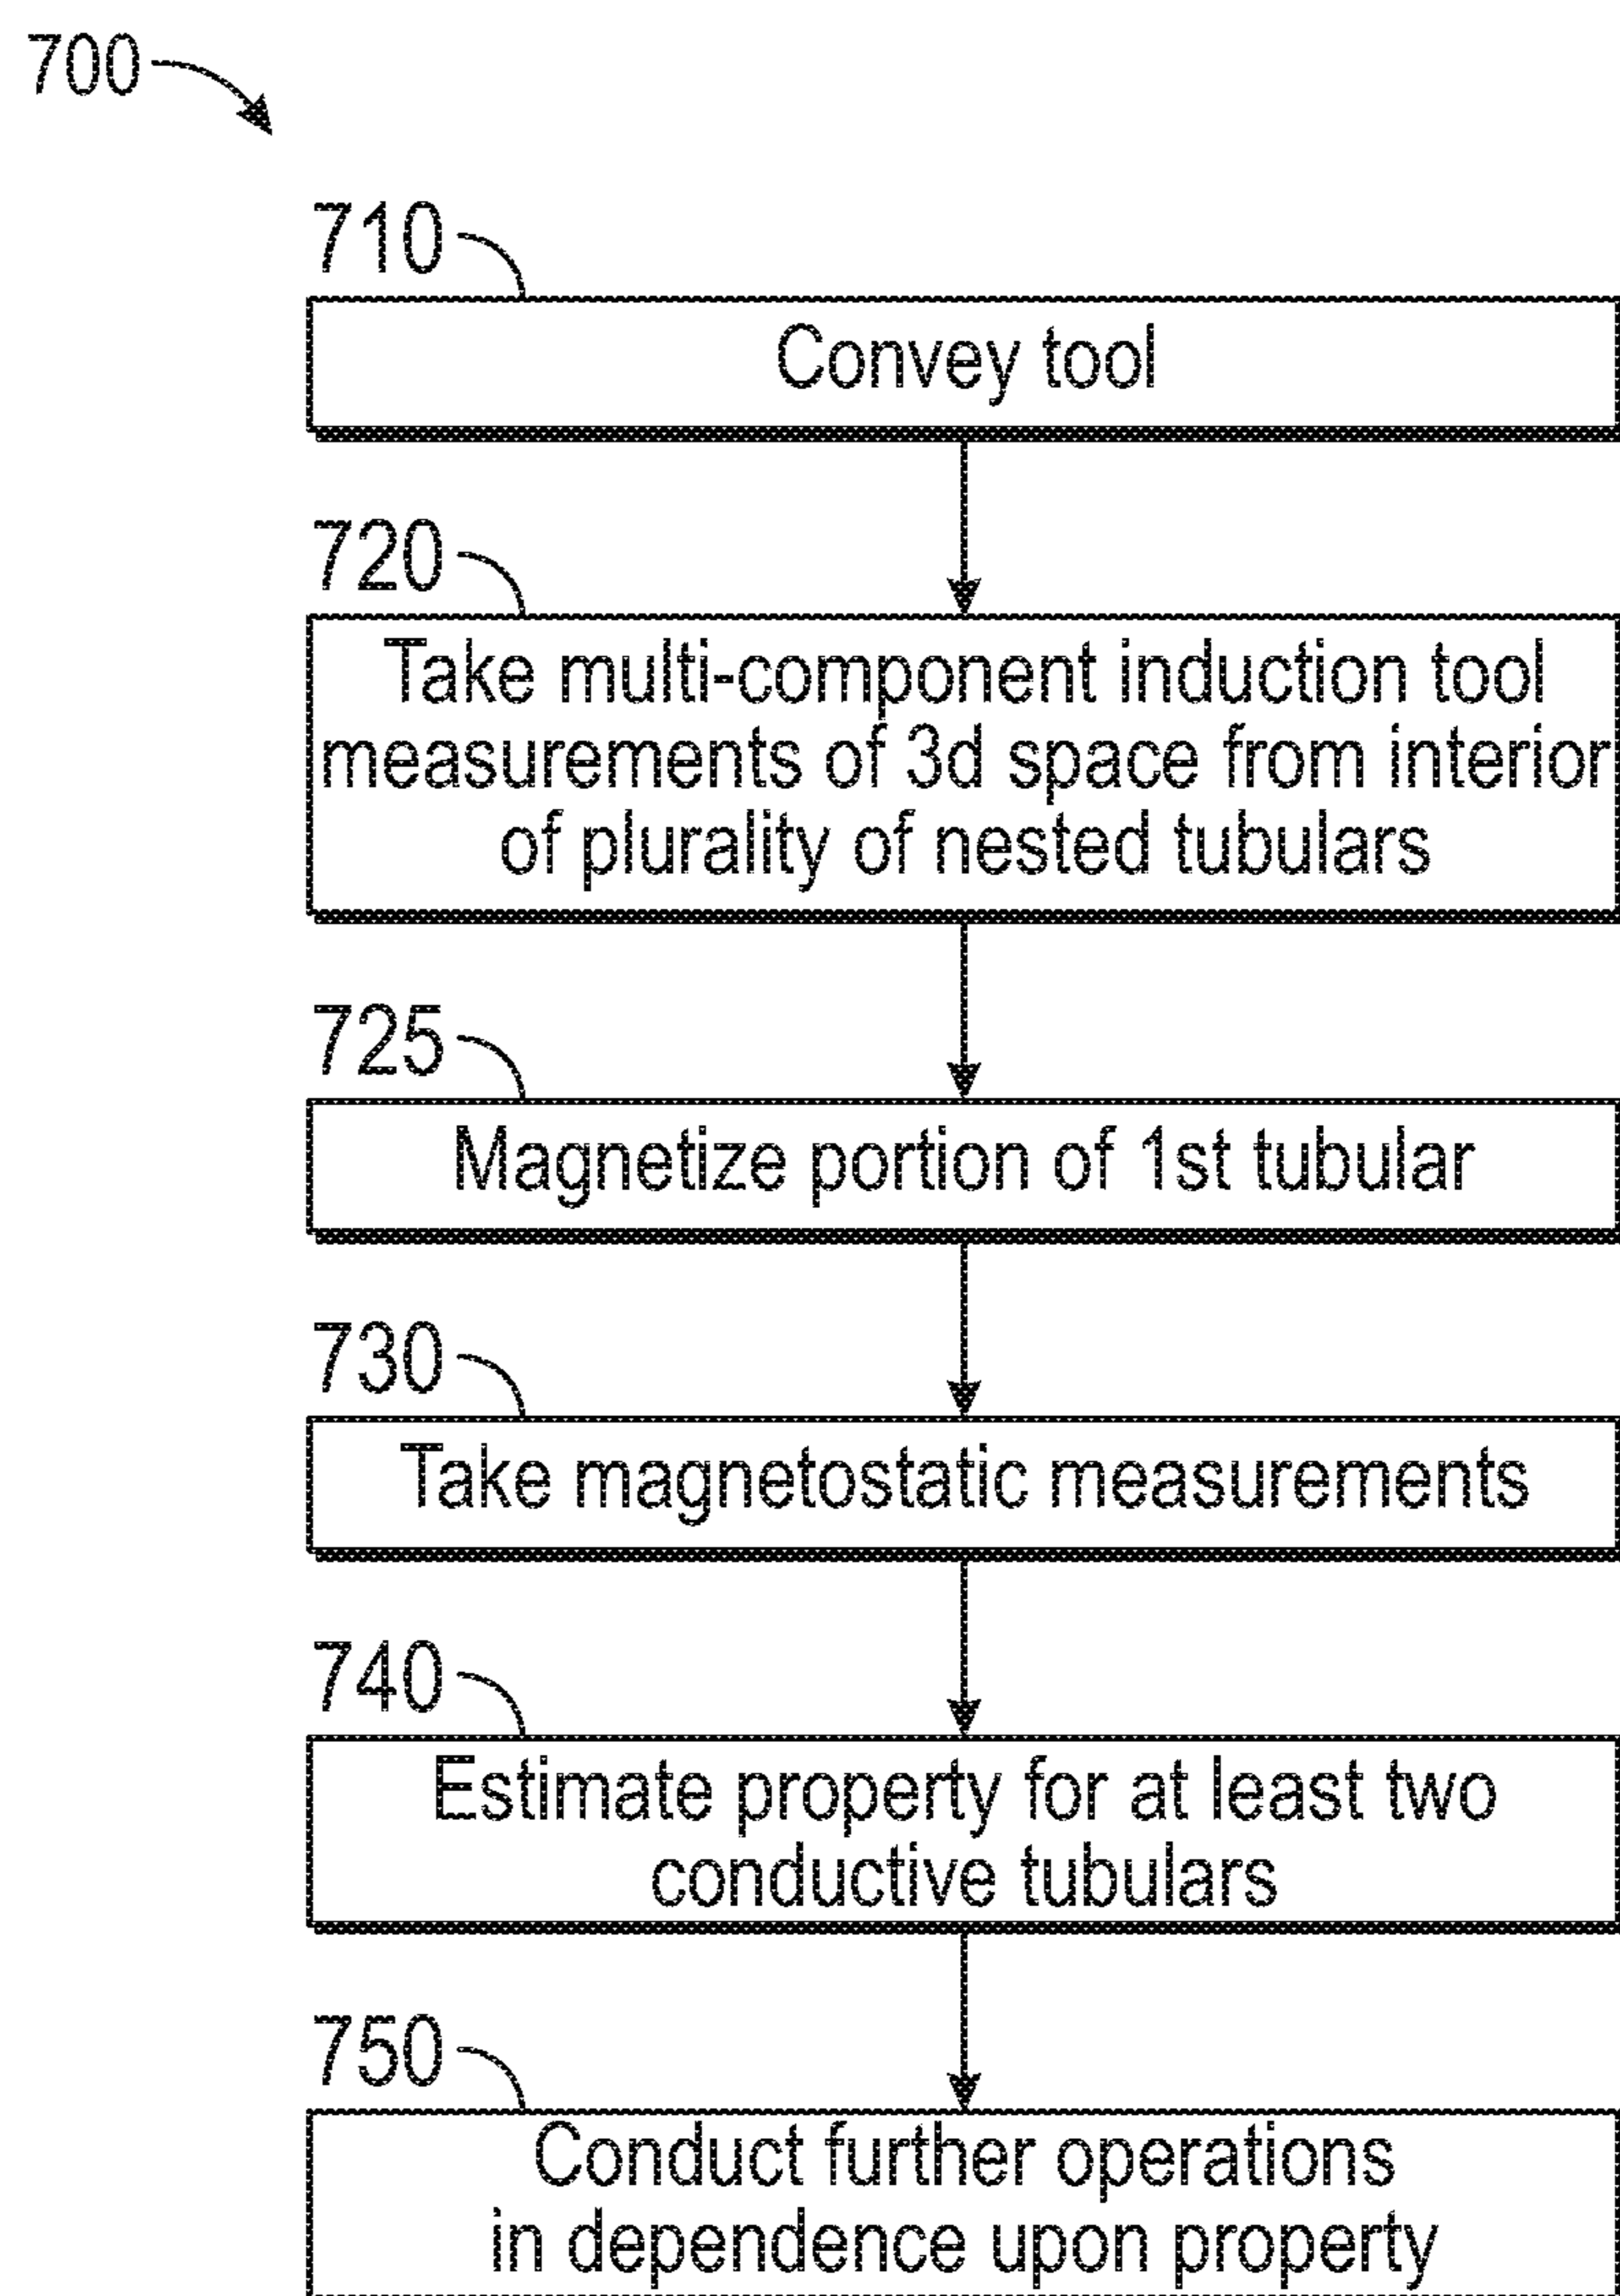 700
710
Convey tool
720
Take multi-component induction tool
measurements of 3d space from interior
of plurality of nested tubulars
725
Magnetize portion of 1st tubular
730
Take magnetostatic measurements
740
Estimate property for at least two
conductive tubulars
750
Conduct further operations
in dependence upon property